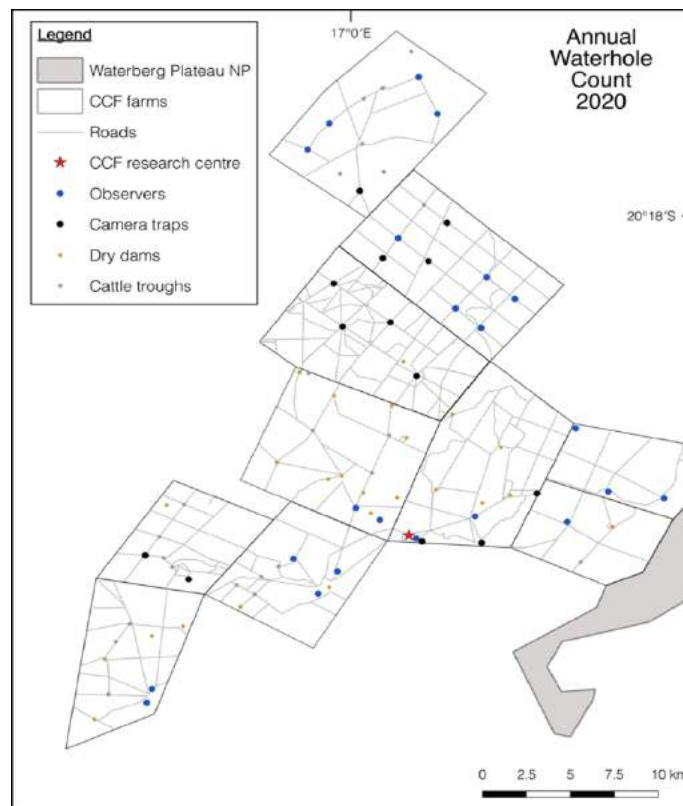 17°0'E
Legend
Waterberg Plateau NP
CCF farms
Roads
CCF research centre
Observers
Camera traps
Dry dams
Cattle troughs
Annual
Waterhole
Count
2020
20°18'S
0 2.5 5 7.5 10 km